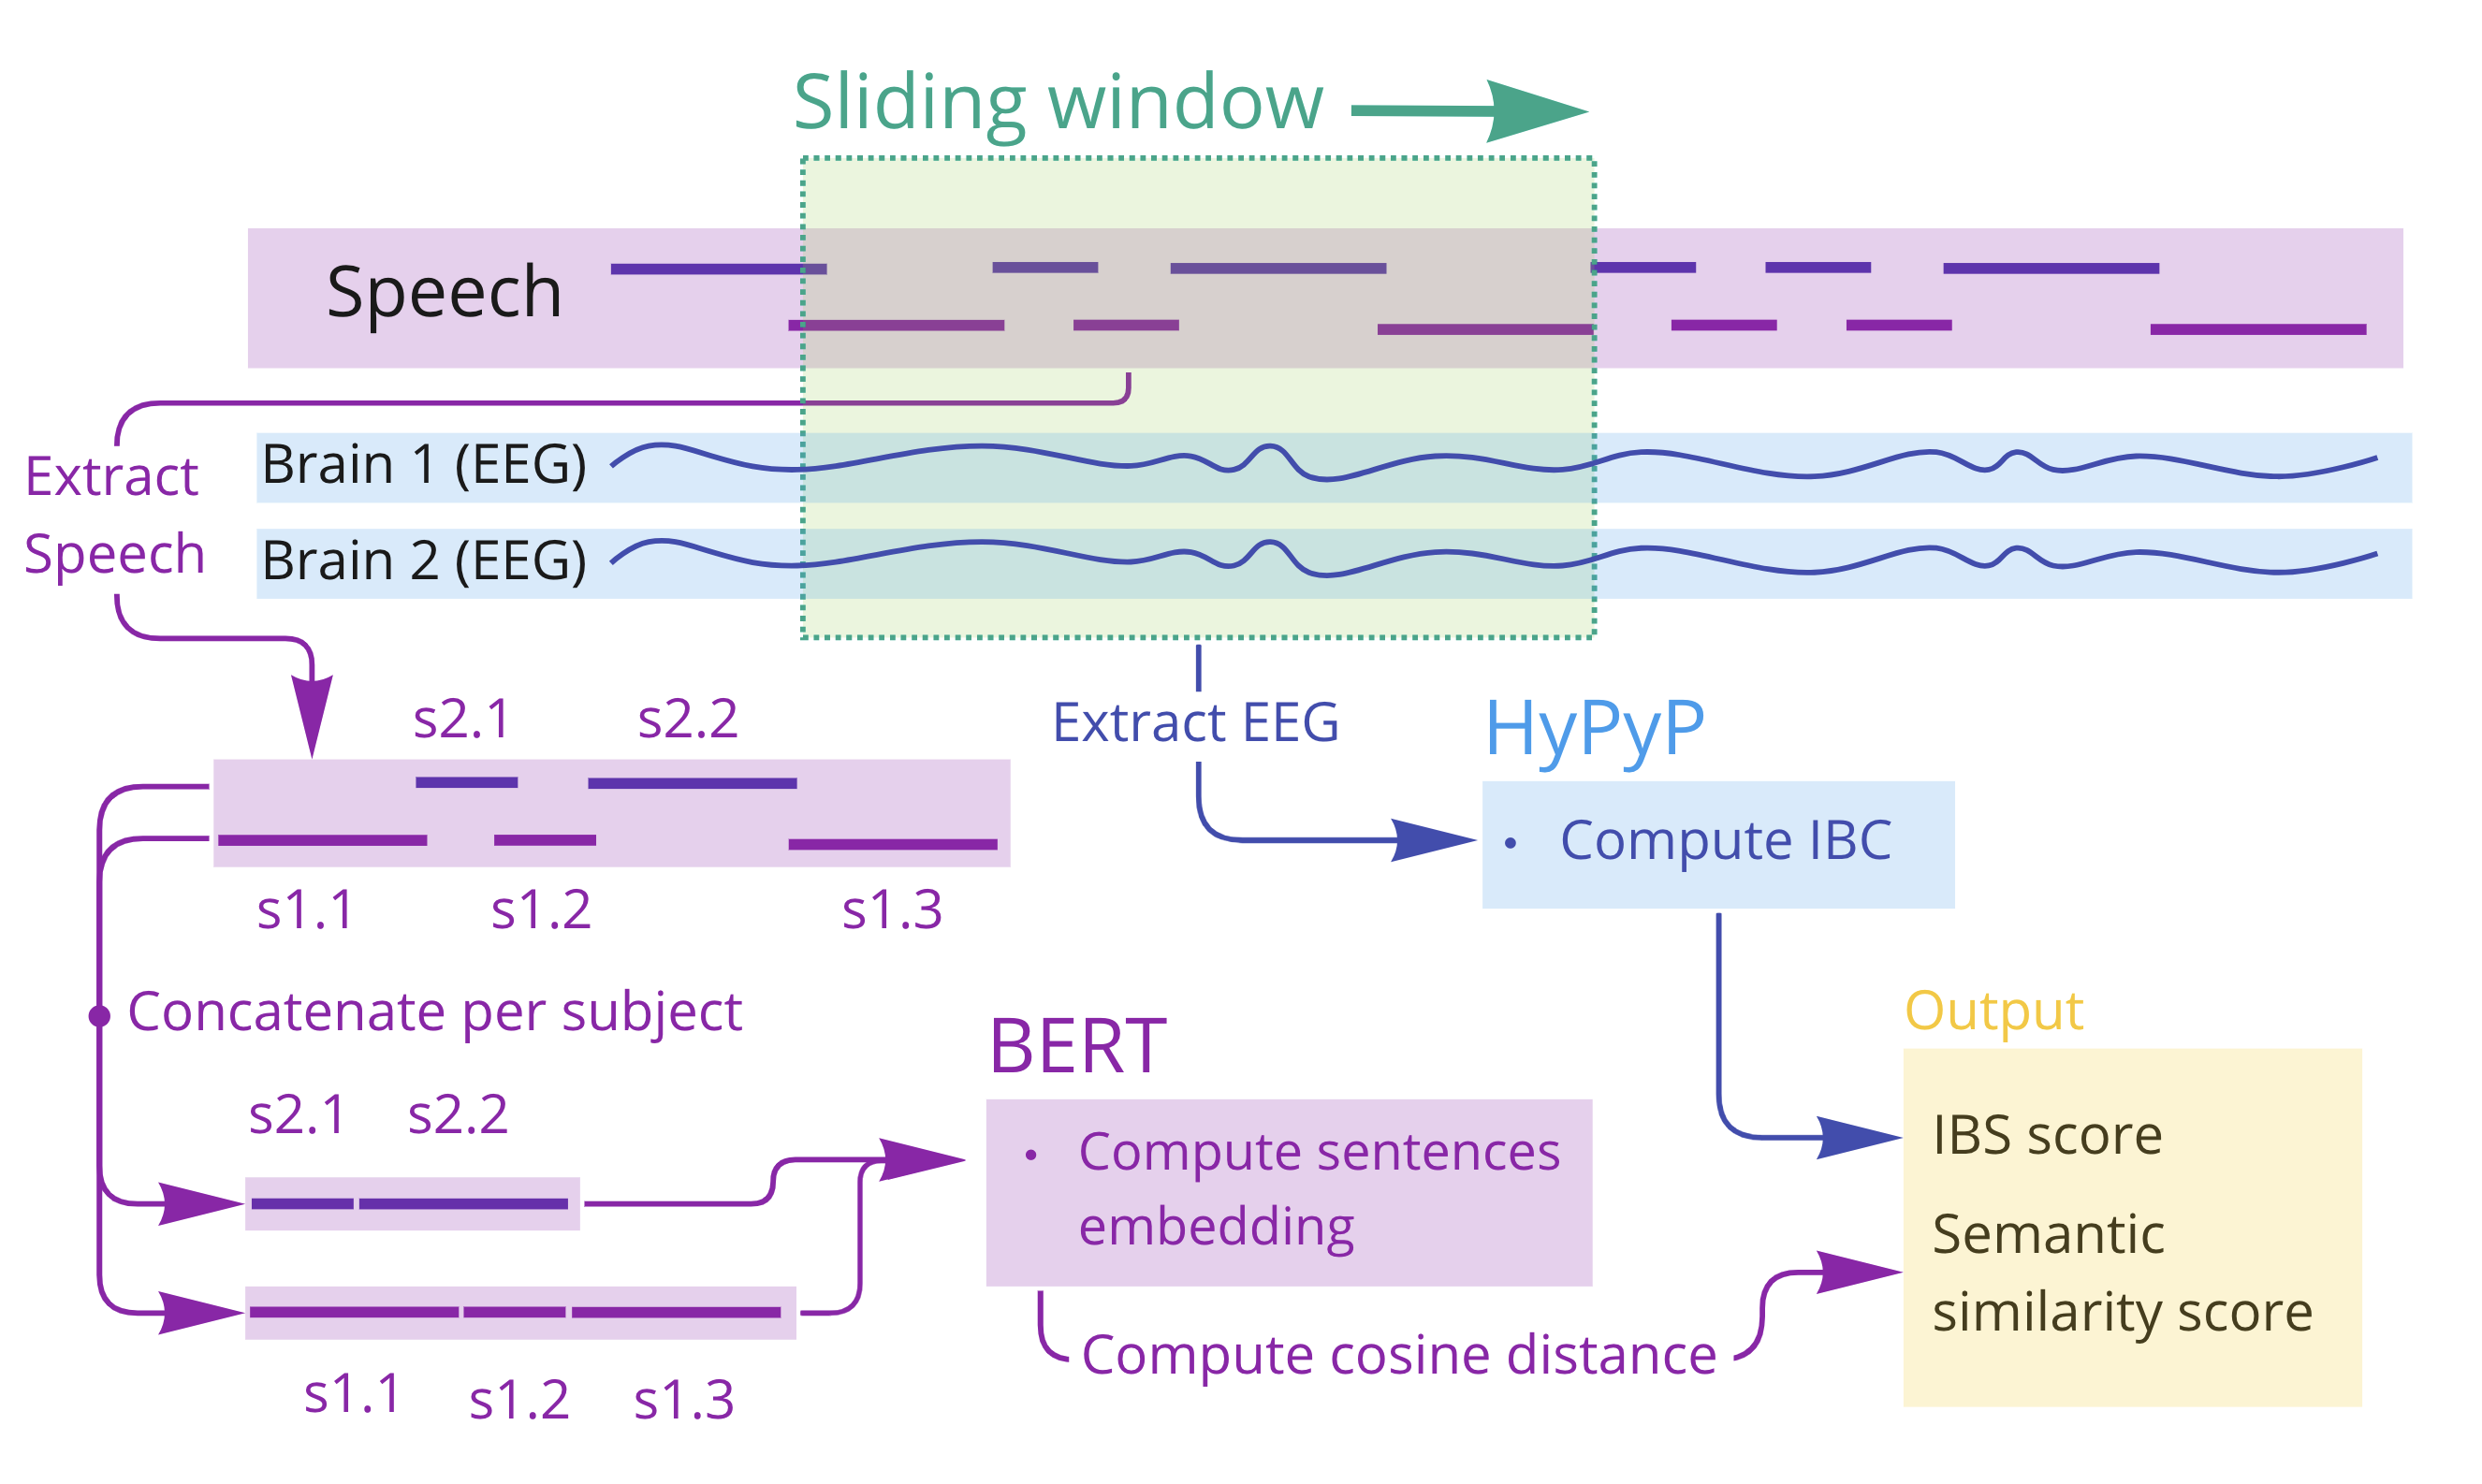 Sliding window
Speech
Brain 1 (EEG)
Extract
Speech
Brain 2 (EEG)
s2.1 s2.2
Extract EEG
HyPyP
• Compute IBC
s1.1 s1.2 s1.3
Concatenate per subject
Output
BERT
s2.1 s2.2
• Compute sentences
embedding
IBS score
Semantic
similarity score
Compute cosine distance
s1.1 s1.2 s1.3